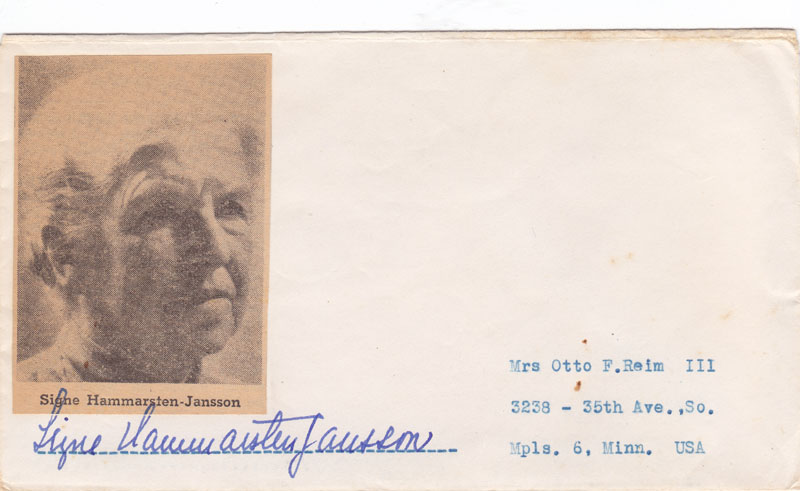 Signe Hammarsten-Jansson
Signe Hammarsten Jansson
Mrs Otto F.Reim III
3238 - 35th Ave.,So.
Mpls. 6, Minn. USA